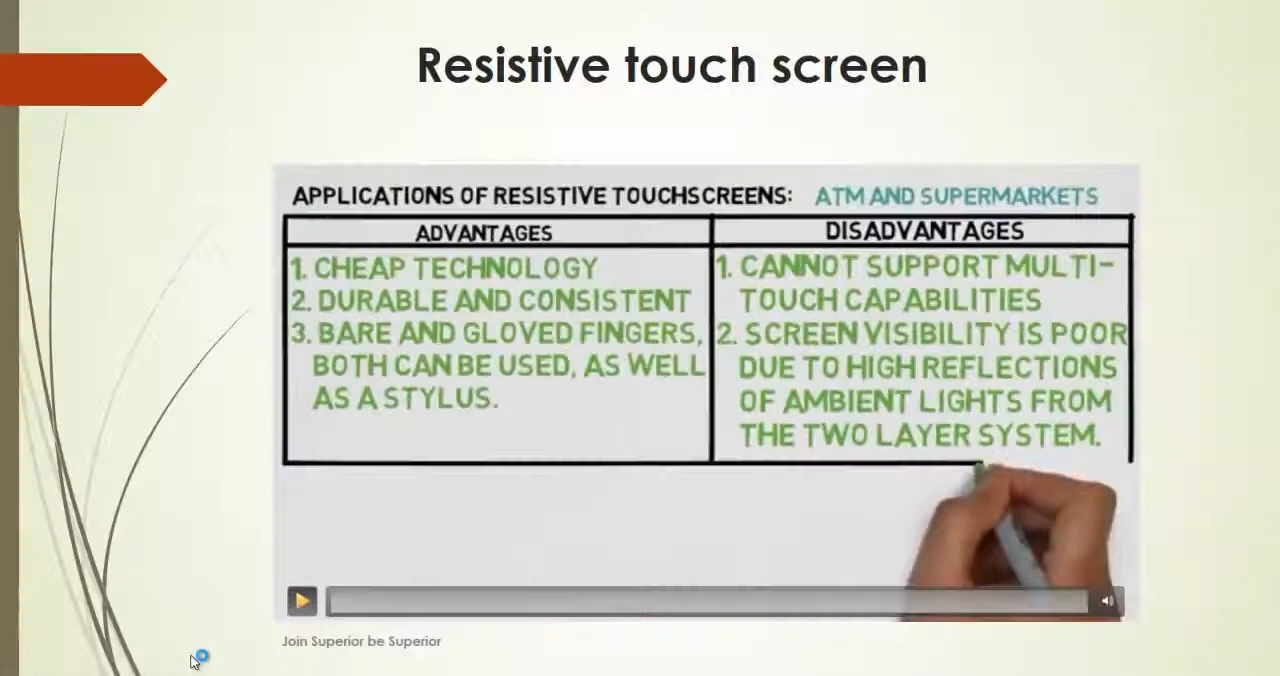 Resistive touch screen
APPLICATIONS OF RESISTIVE TOUCHSCREENS: ATM AND SUPERMARKETS
ADVANTAGES
1. CHEAP TECHNOLOGY
2. DURABLE AND CONSISTENT
3. BARE AND GLOVED FINGERS,
BOTH CAN BE USED, AS WELL
AS A STYLUS.
DISADVANTAGES
1. CANNOT SUPPORT MULTI-
TOUCH CAPABILITIES
2. SCREEN VISIBILITY IS POOR
DUE TO HIGH REFLECTIONS
OF AMBIENT LIGHTS FROM
THE TWO LAYER SYSTEM.
Join Superior be Superior